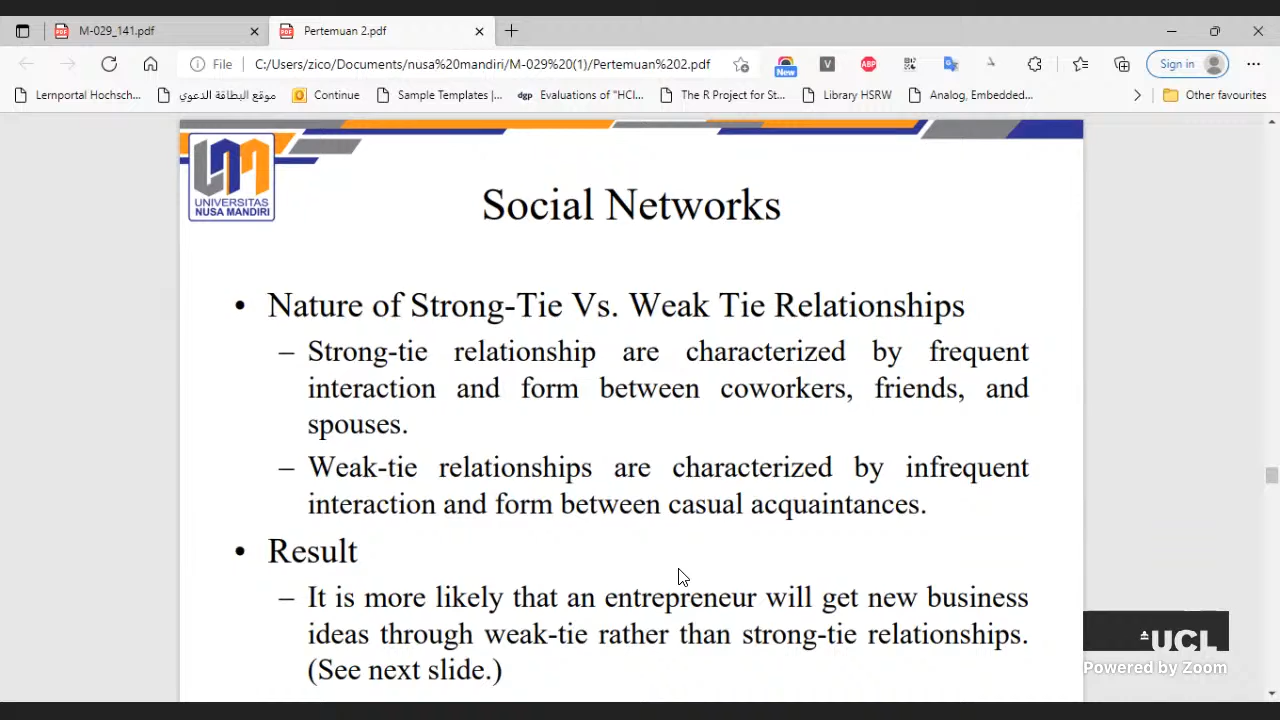 M-029_141.pdf
Pertemuan 2.pdf
File
C:/Users/zico/Documents/nusa%20mandiri/M-029%20(1)/Pertemuan%202.pdf
New
V
ABP
Sign in
Lernportal Hochsch...
موقع البطاقة الدعوي
Continue
Sample Templates |...
dgp
Evaluations of "HCI...
The R Project for St...
Library HSRW
Analog, Embedded...
Other favourites
UNIVERSITAS
NUSA MANDIRI
Social Networks
• Nature of Strong-Tie Vs. Weak Tie Relationships
– Strong-tie relationship are characterized by frequent
interaction and form between coworkers, friends, and
spouses.
– Weak-tie relationships are characterized by infrequent
interaction and form between casual acquaintances.
• Result
– It is more likely that an entrepreneur will get new business
ideas through weak-tie rather than strong-tie relationships.
(See next slide.)
UCL
Powered by Zoom